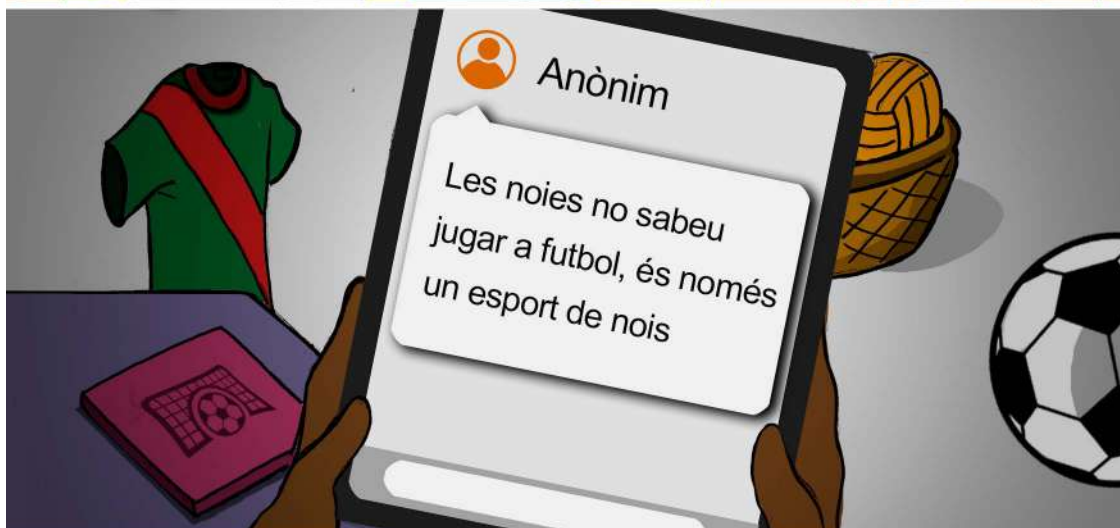 Anònim
Les noies no sabeu
jugar a futbol, és només
un esport de nois